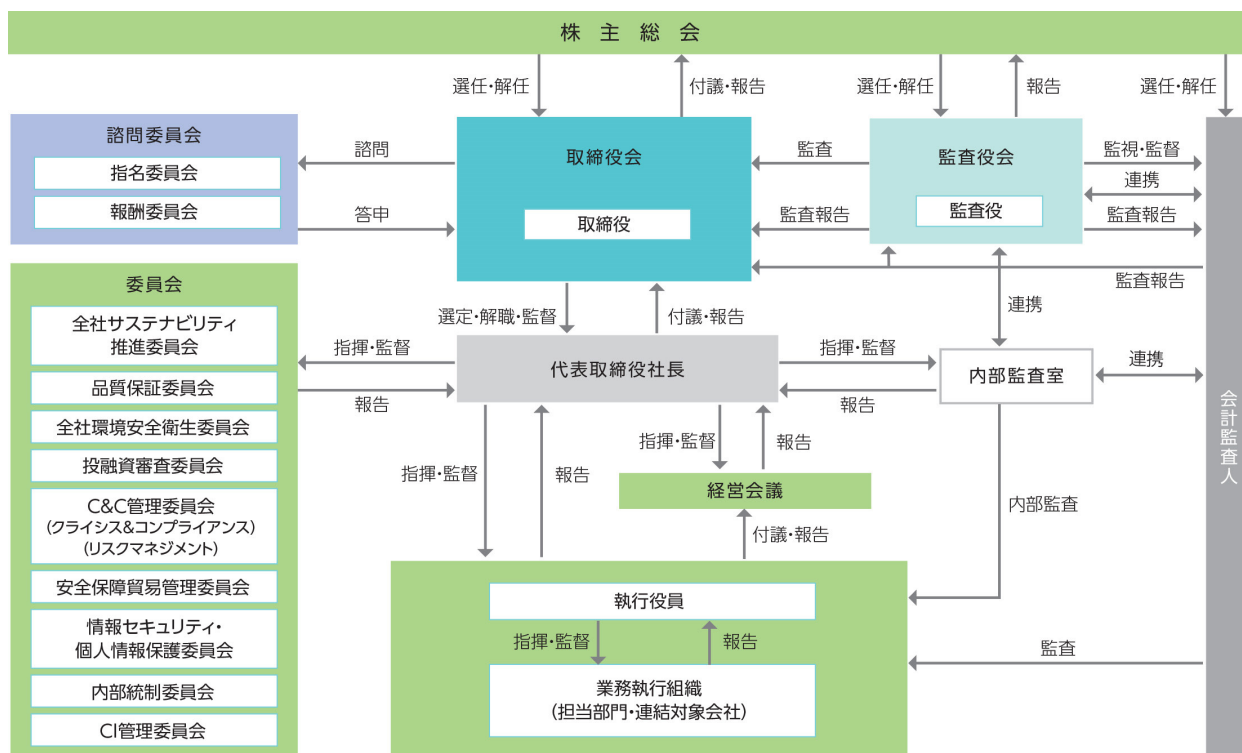 株主総会
選任・解任
付議・報告
選任・解任
報告
選任・解任
諮問委員会
指名委員会
報酬委員会
諮問
答申
取締役会
取締役
監査
監査報告
監査役会
監査役
監視・監督
連携
監査報告
監査報告
連携
会計監査人
委員会
全社サステナビリティ
推進委員会
品質保証委員会
全社環境安全衛生委員会
投融資審査委員会
C&C管理委員会
(クライシス&コンプライアンス)
(リスクマネジメント)
安全保障貿易管理委員会
情報セキュリティ・
個人情報保護委員会
内部統制委員会
CI管理委員会
選定・解職・監督
付議・報告
指揮・監督
報告
代表取締役社長
指揮・監督
報告
内部監査室
連携
指揮・監督
報告
指揮・監督
報告
経営会議
付議・報告
内部監査
執行役員
指揮・監督
報告
業務執行組織
(担当部門・連結対象会社)
監査